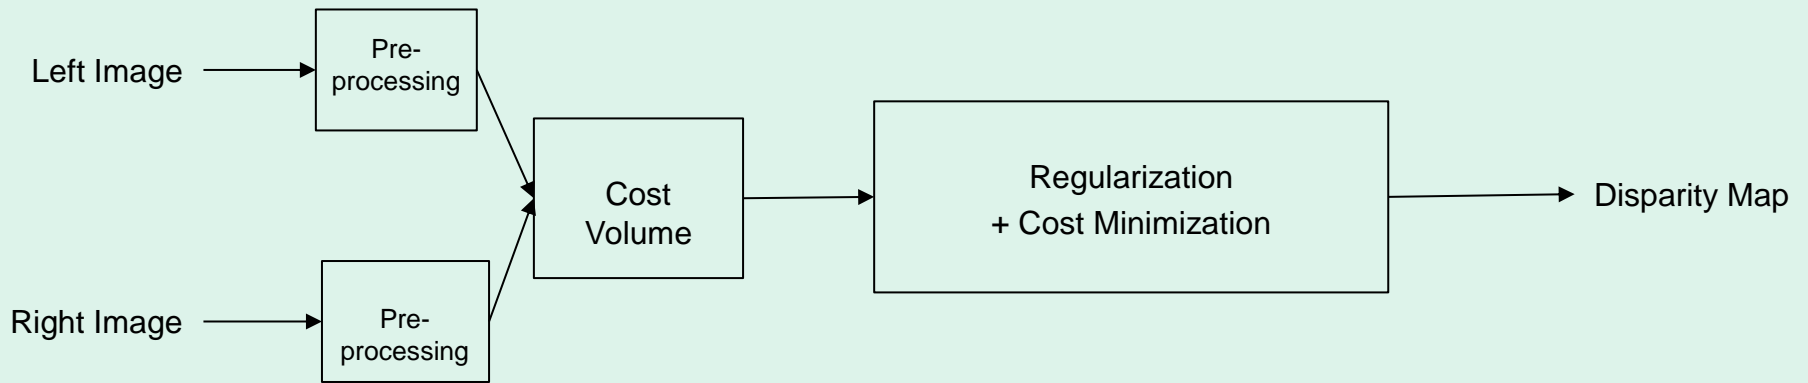 Left Image
Pre-
processing
Cost
Volume
Regularization
+ Cost Minimization
Disparity Map
Right Image
Pre-
processing